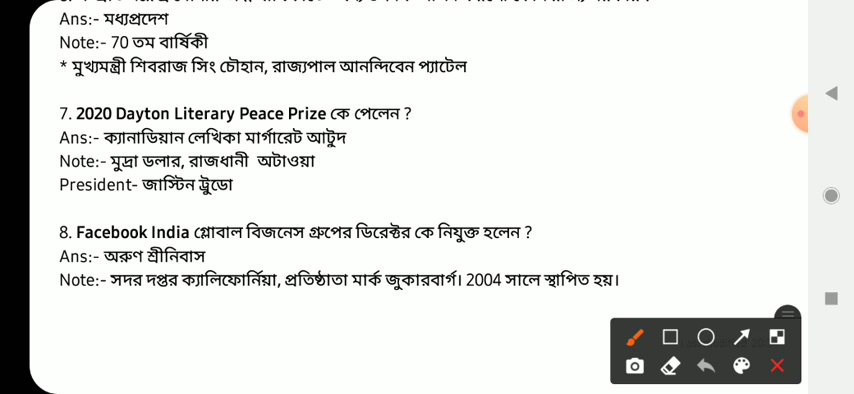 Ans:- মধ্যপ্রদেশ
Note:- 70 তম বার্ষিকী
* মুখ্যমন্ত্রী শিবরাজ সিং চৌহান, রাজ্যপাল আনন্দিবেন প্যাটেল
7. 2020 Dayton Literary Peace Prize কে পেলেন ?
Ans:- ক্যানাডিয়ান লেখিকা মার্গারেট আটুদ
Note:- মুদ্রা ডলার, রাজধানী অটাওয়া
President- জাস্টিন ট্রুডো
8. Facebook India গ্লোবাল বিজনেস গ্রুপের ডিরেক্টর কে নিযুক্ত হলেন ?
Ans:- অরুণ শ্রীনিবাস
Note:- সদর দপ্তর ক্যালিফোর্নিয়া, প্রতিষ্ঠাতা মার্ক জুকারবার্গ। 2004 সালে স্থাপিত হয়।